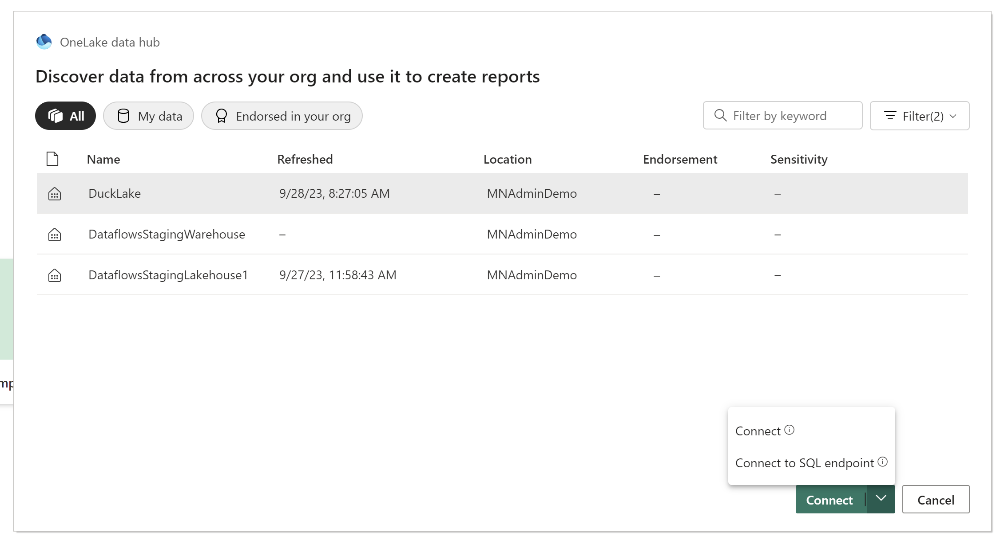 OneLake data hub
Discover data from across your org and use it to create reports
All My data Endorsed in your org Filter by keyword Filter(2)
Name Refreshed Location Endorsement Sensitivity
DuckLake 9/28/23, 8:27:05 AM MNAdminDemo – –
DataflowsStagingWarehouse – MNAdminDemo – –
DataflowsStagingLakehouse1 9/27/23, 11:58:43 AM MNAdminDemo – –
mp
Connect
Connect to SQL endpoint
Connect Cancel